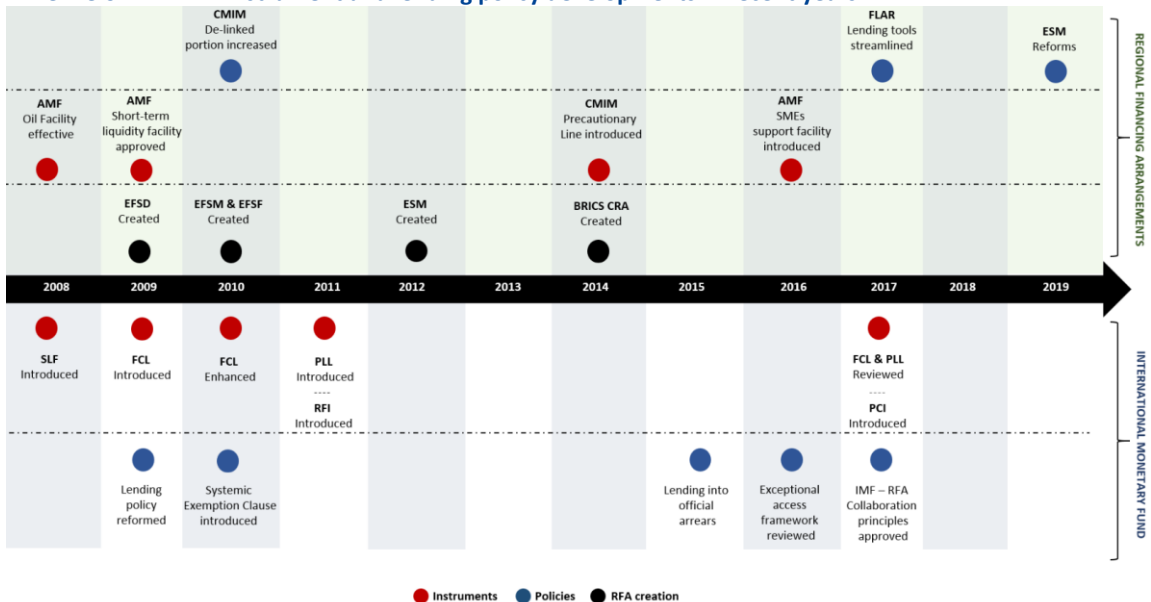 lending policy developments
CMIM
De-linked
portion increased
FLAR
Lending tools
streamlined
ESM
Reforms
AMF
Oil Facility
effective
AMF
Short-term
liquidity facility
approved
CMIM
Precautionary
Line introduced
AMF
SMEs
support facility
introduced
EFSD
Created
EFSM & EFSF
Created
ESM
Created
BRICS CRA
Created
REGIONAL FINANCING ARRANGEMENTS
2008 2009 2010 2011 2012 2013 2014 2015 2016 2017 2018 2019
SLF
Introduced
FCL
Introduced
FCL
Enhanced
PLL
Introduced
----
RFI
Introduced
FCL & PLL
Reviewed
----
PCI
Introduced
Lending
policy
reformed
Systemic
Exemption Clause
introduced
Lending into
official
arrears
Exceptional
access
framework
reviewed
IMF – RFA
Collaboration
principles
approved
INTERNATIONAL MONETARY FUND
Instruments Policies RFA creation